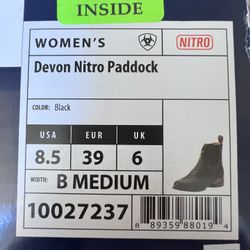 INSIDE
WOMEN'S
NITRO
Devon Nitro Paddock
COLOR: Black
USA EUR UK
8.5 39 6
WIDTH: B MEDIUM
10027237
8 89359 88019 4